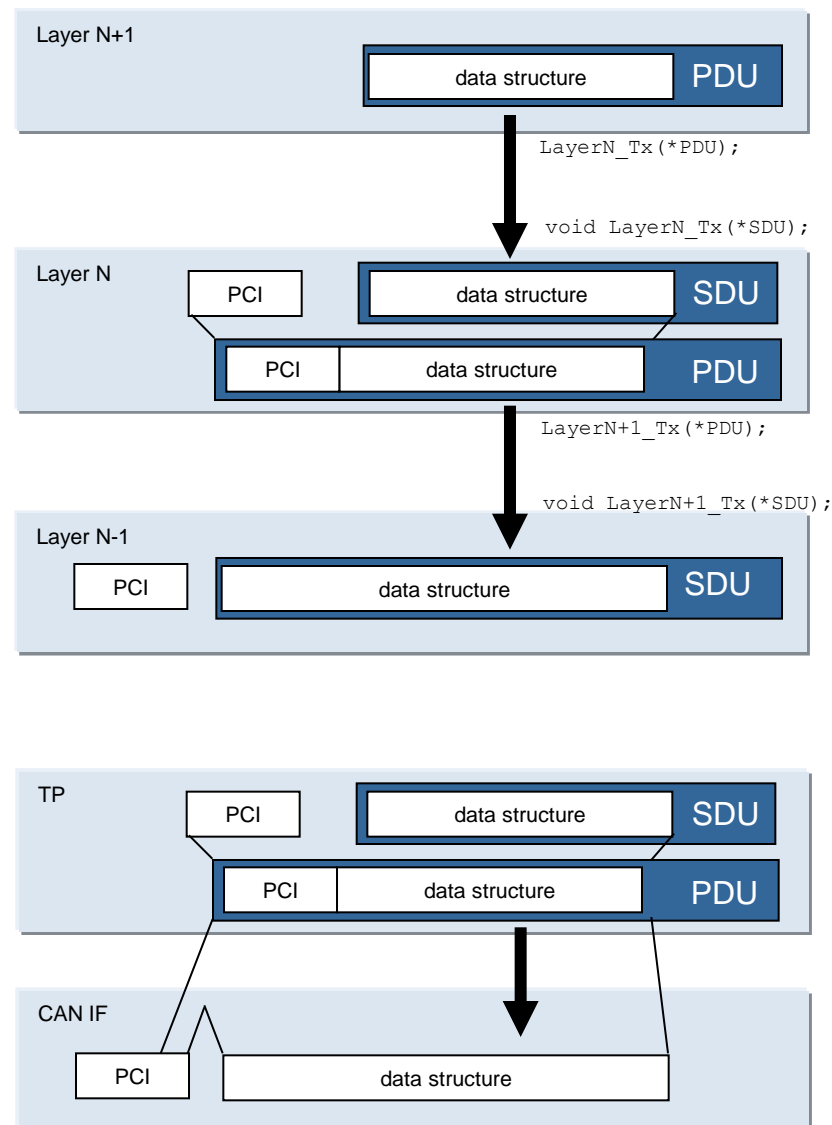 Layer N+1
data structure PDU
LayerN_Tx(*PDU);
void LayerN_Tx(*SDU);
Layer N
PCI data structure SDU
PCI data structure PDU
LayerN+1_Tx(*PDU);
void LayerN+1_Tx(*SDU);
Layer N-1
PCI data structure SDU
TP
PCI data structure SDU
PCI data structure PDU
CAN IF
PCI data structure